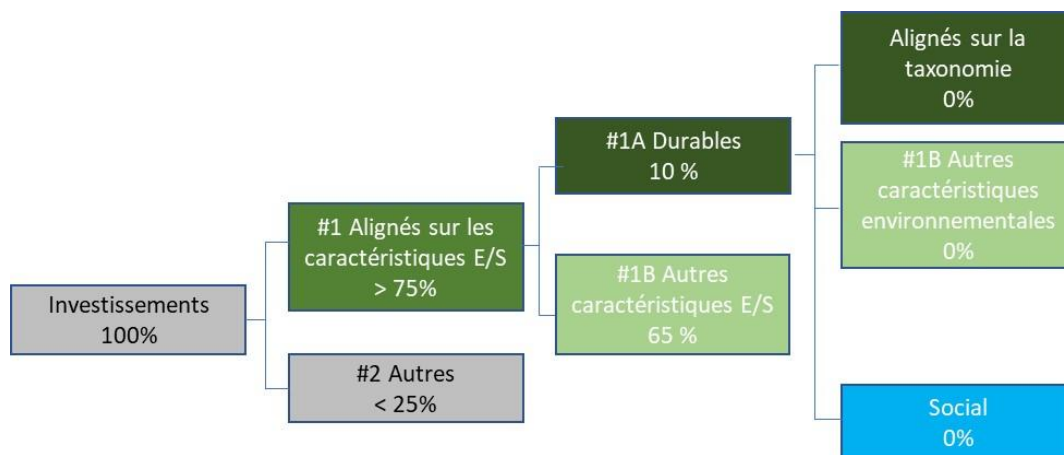 Investissements
100%
#1 Alignés sur les
caractéristiques E/S
> 75%
#2 Autres
< 25%
#1A Durables
10 %
#1B Autres
caractéristiques E/S
65 %
Alignés sur la
taxonomie
0%
#1B Autres
caractéristiques
environnementales
0%
Social
0%